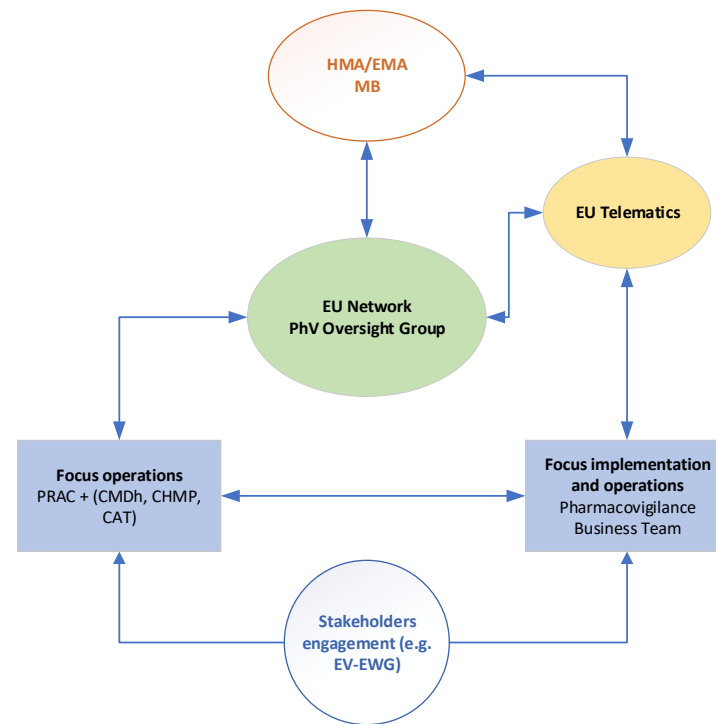 HMA/EMA
MB
EU Telematics
EU Network
PhV Oversight Group
Focus operations
PRAC + (CMDh, CHMP,
CAT)
Focus implementation
and operations
Pharmacovigilance
Business Team
Stakeholders
engagement (e.g.
EV-EWG)